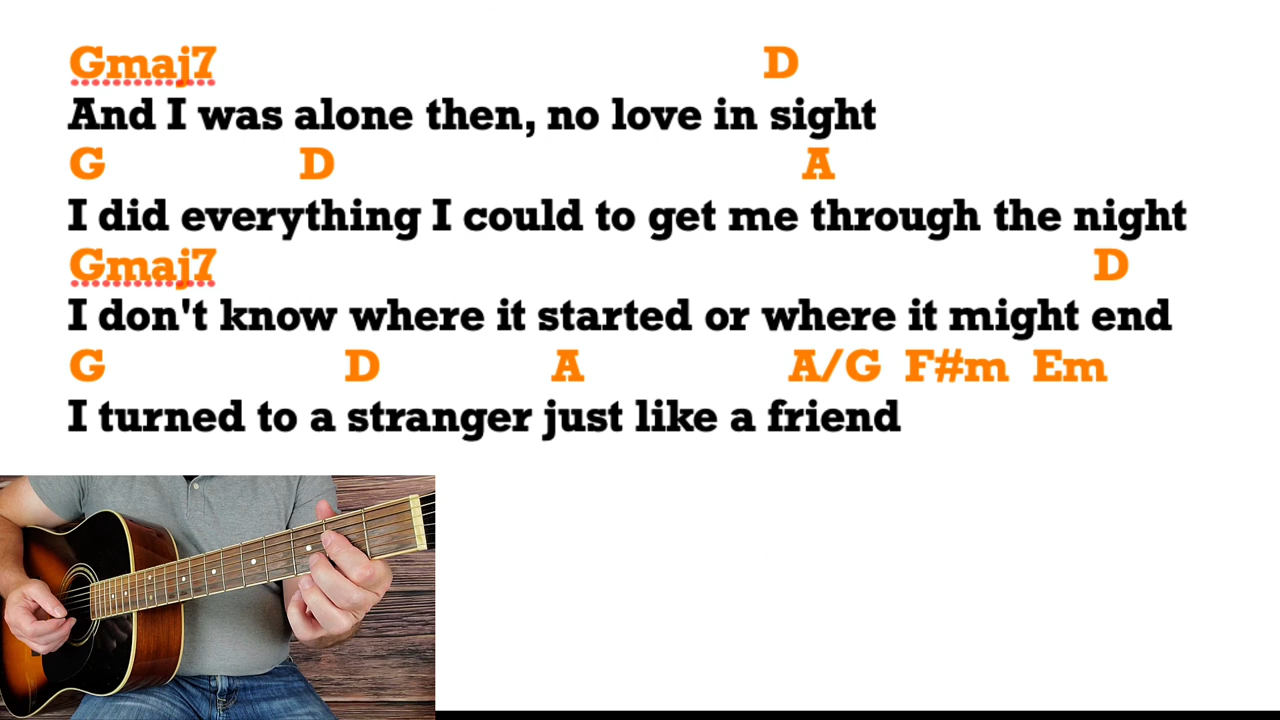 Gmaj7 D
And I was alone then, no love in sight
G D A
I did everything I could to get me through the night
Gmaj7 D
I don't know where it started or where it might end
G D A A/G F#m Em
I turned to a stranger just like a friend